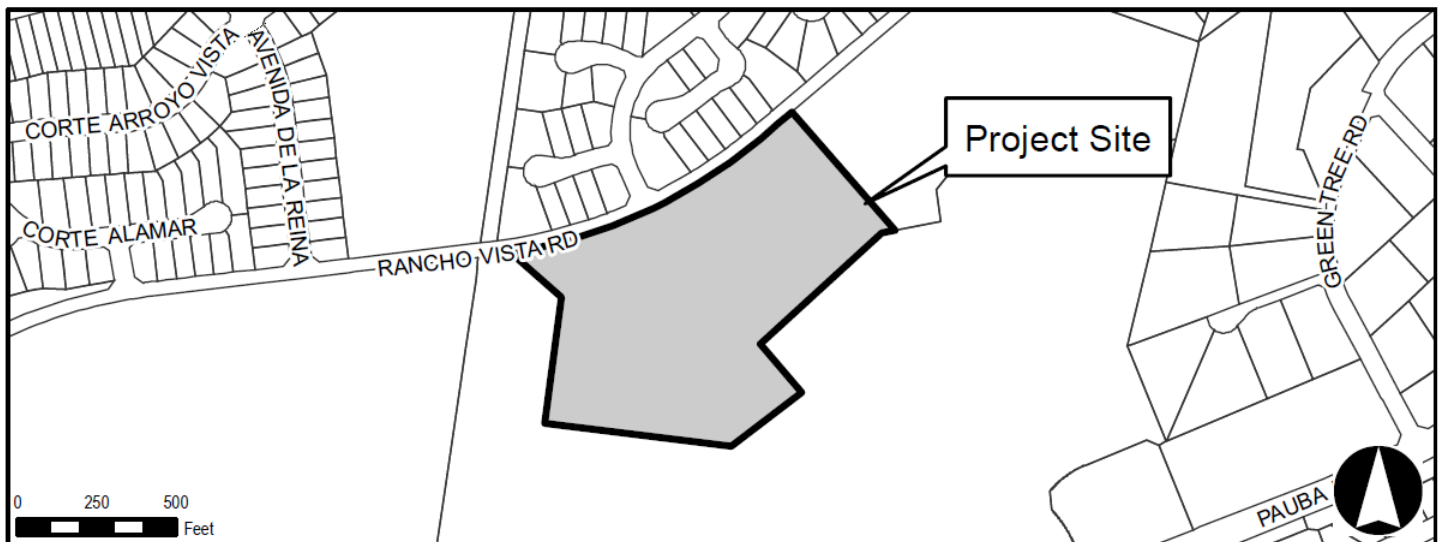 CORTE ARROYO VISTA
AVENIDA DE LA REINA
Project Site
GREEN TREE RD
CORTE ALAMAR
RANCHO VISTA RD
0 250 500
Feet
PAUBA